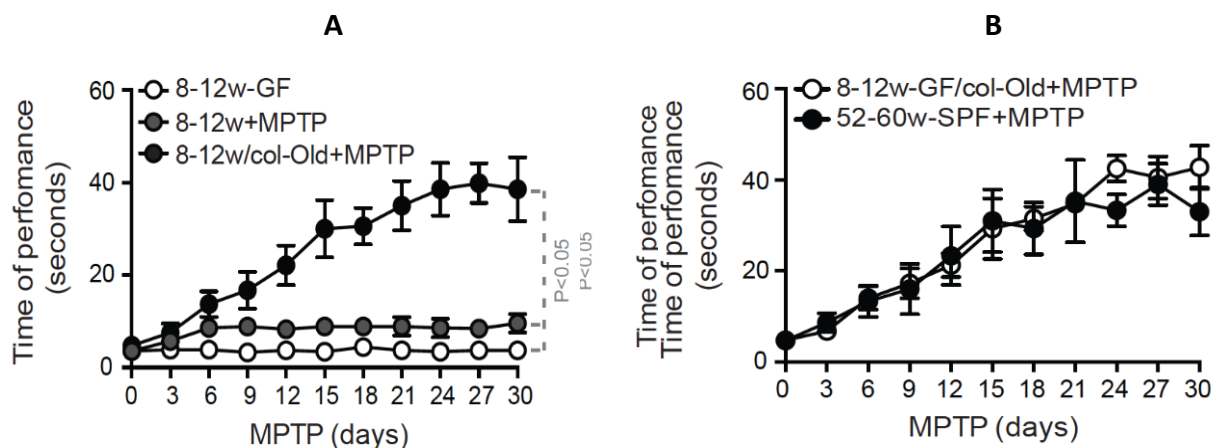 A
60
40
20
0
Time of perfomance
(seconds)
8-12w-GF
8-12w+MPTP
8-12w/col-Old+MPTP
P<0.05
P<0.05
0 3 6 9 12 15 18 21 24 27 30
MPTP (days)
B
60
40
20
0
Time of perfomance
Time of perfomance
(seconds)
8-12w-GF/col-Old+MPTP
52-60w-SPF+MPTP
0 3 6 9 12 15 18 21 24 27 30
MPTP (days)